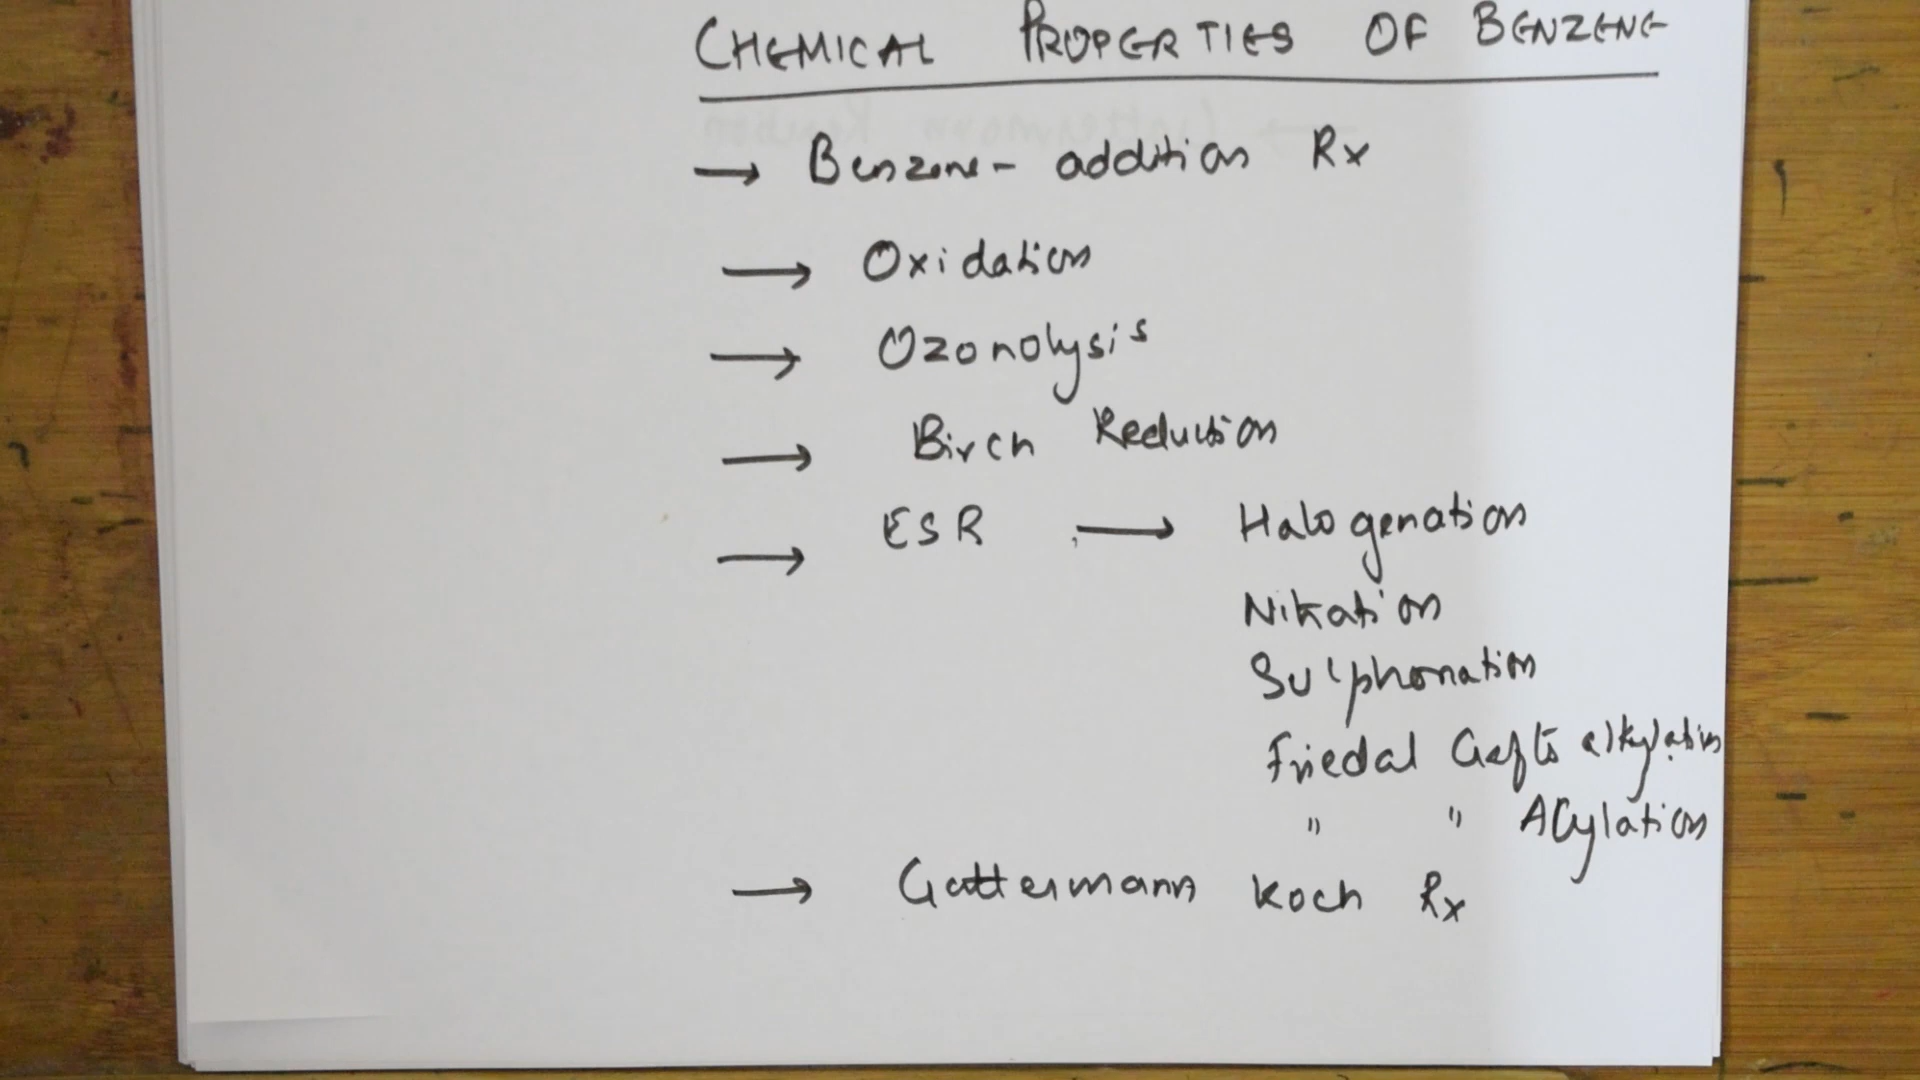 CHEMICAL PROPERTIES OF BENZENE
→ Benzene - addition Rx
→ Oxidation
→ Ozonolysis
→ Birch Reduction
→ ESR → Halogenation
Nitration
Sulphonation
Friedal Crafts alkylation
" " Acylation
→ Gattermann Koch Rx